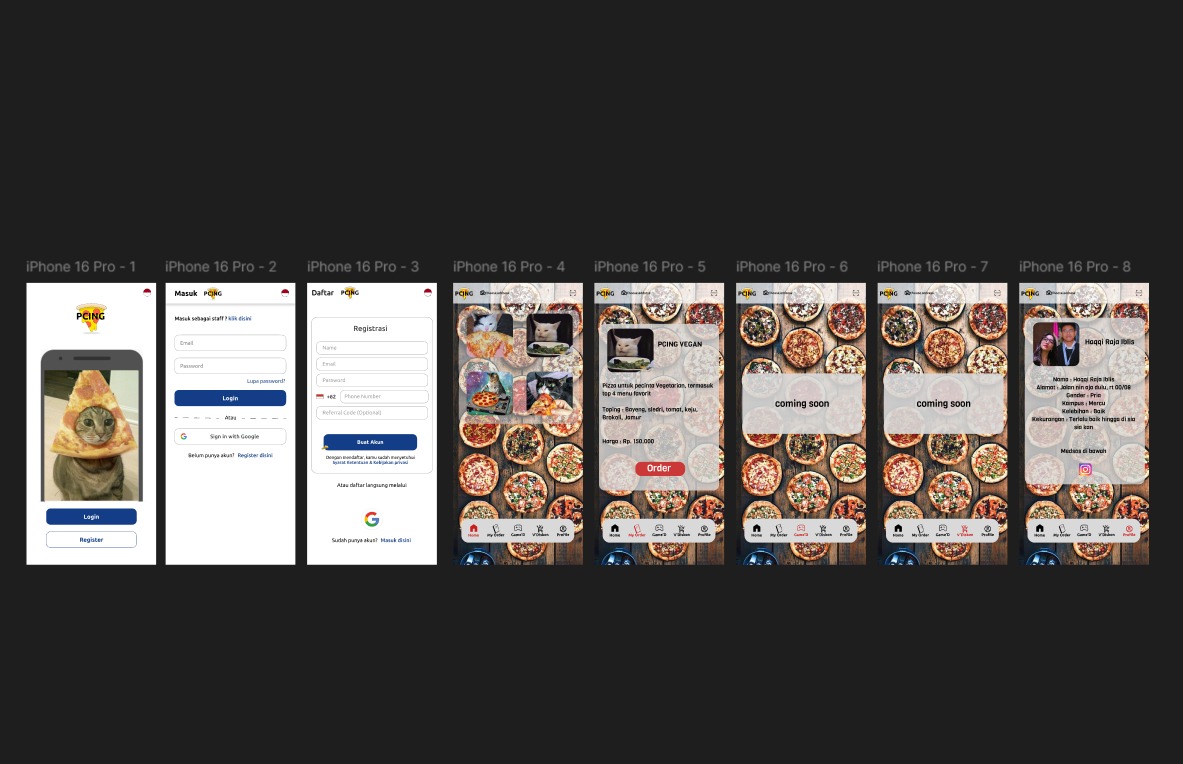 iPhone 16 Pro - 1
PCING
Login
Register
iPhone 16 Pro - 2
Masuk
PCING
Masuk sebagai staff ? klik disini
Email
Password
Lupa password?
Login
Atau
Sign in with Google
Belum punya akun? Register disini
iPhone 16 Pro - 3
Daftar
PCING
Registrasi
Name
Email
Password
+62
Phone Number
Referral Code (Optional)
Buat Akun
Dengan mendaftar, kamu sudah menyetujui
Syarat Ketentuan & Kebijakan privasi
Atau daftar langsung melalui
Sudah punya akun? Masuk disini
iPhone 16 Pro - 4
PCING
Home
My Order
Game'O
V'Diskon
Profile
iPhone 16 Pro - 5
PCING
PCING VEGAN
Pizza untuk pecinta Vegetarian, termasuk
top 4 menu favorit
Toping : Bayeng, sledri, tomat, keju,
Brokoli, Jamur
Harga : Rp. 150.000
Order
Home
My Order
Game'O
V'Diskon
Profile
iPhone 16 Pro - 6
PCING
coming soon
Home
My Order
Game'O
V'Diskon
Profile
iPhone 16 Pro - 7
PCING
coming soon
Home
My Order
Game'O
V'Diskon
Profile
iPhone 16 Pro - 8
PCING
Haqqi Raja Iblis
Nama : Haqqi Raja Iblis
Alamat : Jalan nin aja dulu, rt 00/08
Gender : Pria
Kampus : Mercu
Kelebihan : Baik
Kekurangan : Terlalu baik hingga di sia
sia kan
Medsos di bawah
Home
My Order
Game'O
V'Diskon
Profile